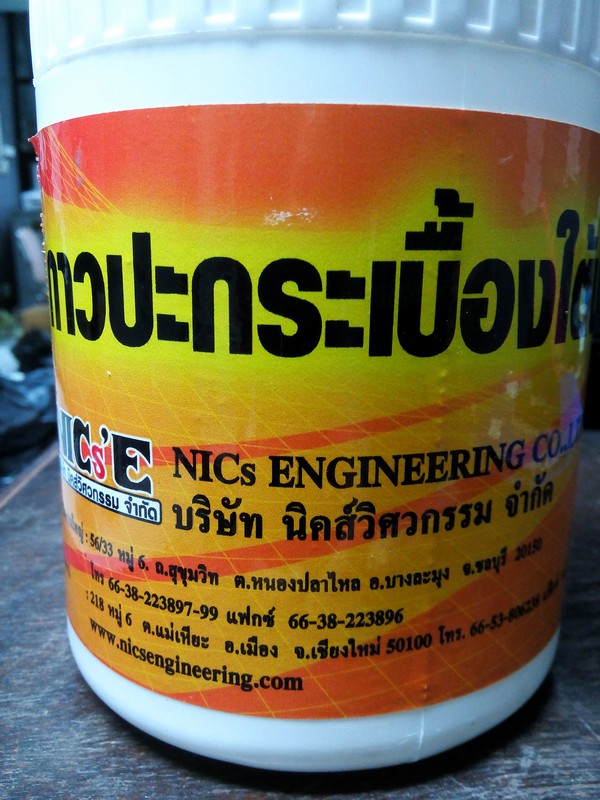 กาวปะกระเบื้องใต้
NICs'E
นิคส์วิศวกรรม จำกัด
NICs ENGINEERING CO.,L
บริษัท นิคส์วิศวกรรม จำกัด
: 56/33 หมู่ 6. ถ.สุขุมวิท ต.หนองปลาไหล อ.บางละมุง จ.ชลบุรี 20150
โทร 66-38-223897-99 แฟกซ์ 66-38-223896
: 218 หมู่ 6 ต.แม่เหียะ อ.เมือง จ.เชียงใหม่ 50100 โทร. 66-53-806236
www.nicsengineering.com